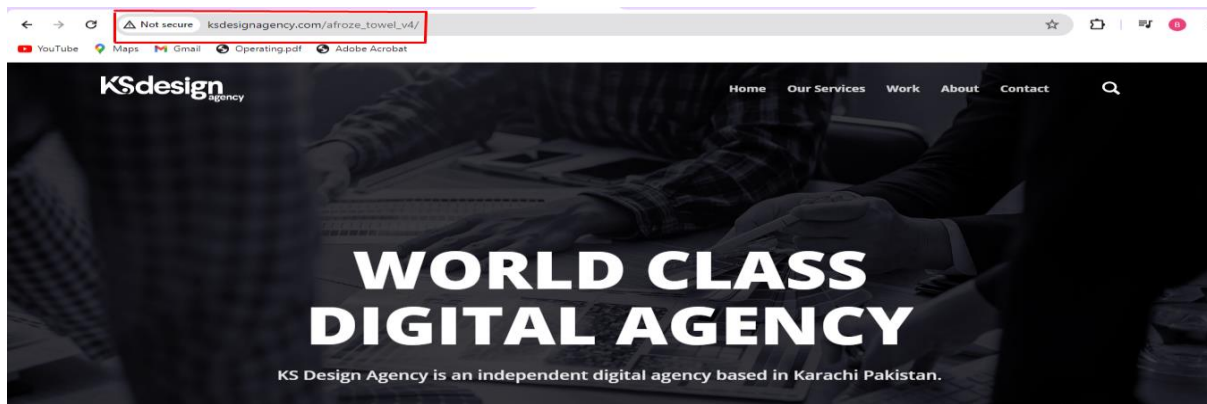 Not secure ksdesignagency.com/afroze_towel_v4/
B
YouTube Maps Gmail Operating.pdf Adobe Acrobat
KSdesign agency
Home Our Services Work About Contact
WORLD CLASS
DIGITAL AGENCY
KS Design Agency is an independent digital agency based in Karachi Pakistan.